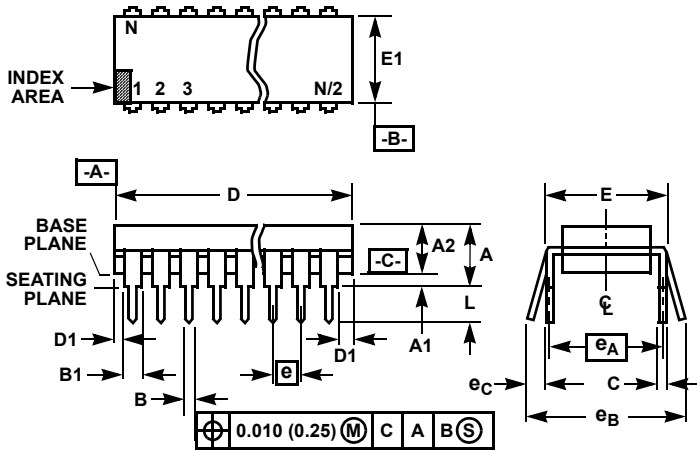 N
E1
INDEX
AREA
1 2 3 N/2
-B-
-A-
D
E
BASE
PLANE
A2
A
-C-
SEATING
PLANE
L
C L
D1
A1
D1
eA
B1
e
eC
C
B
eB
0.010 (0.25) M C A B S